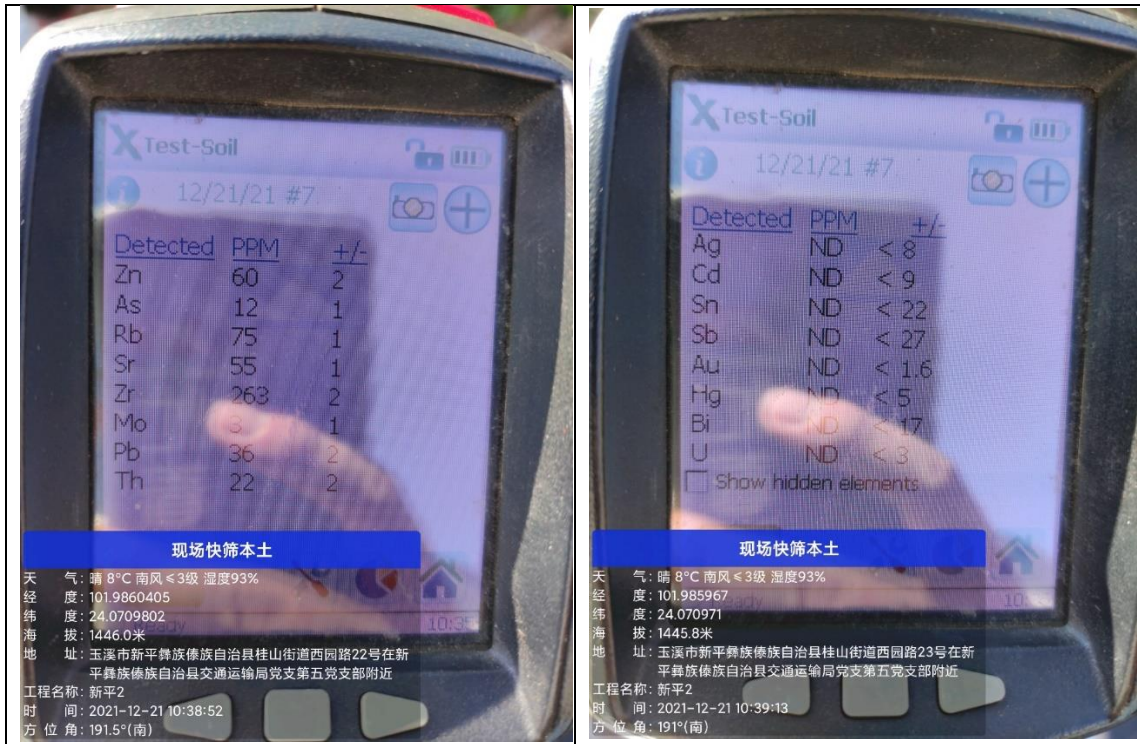 Test-Soil
12/21/21 #7
Detected PPM +/-
Zn 60 2
As 12 1
Rb 75 1
Sr 55 1
Zr 263 2
Mo 3 1
Pb 36 2
Th 22 2
现场快筛本土
天 气: 晴 8°C 南风≤3级 湿度93%
经 度: 101.9860405
纬 度: 24.0709802
海 拔: 1446.0米
地 址: 玉溪市新平彝族傣族自治县桂山街道西园路22号在新
平彝族傣族自治县交通运输局党支第五党支部附近
工程名称: 新平2
时 间: 2021-12-21 10:38:52
方 位 角: 191.5°(南)
Test-Soil
12/21/21 #7
Detected PPM +/-
Ag ND < 8
Cd ND < 9
Sn ND < 22
Sb ND < 27
Au ND < 1.6
Hg ND < 5
Bi ND < 17
U ND < 3
Show hidden elements
现场快筛本土
天 气: 晴 8°C 南风≤3级 湿度93%
经 度: 101.985967
纬 度: 24.070971
海 拔: 1445.8米
地 址: 玉溪市新平彝族傣族自治县桂山街道西园路23号在新
平彝族傣族自治县交通运输局党支第五党支部附近
工程名称: 新平2
时 间: 2021-12-21 10:39:13
方 位 角: 191°(南)